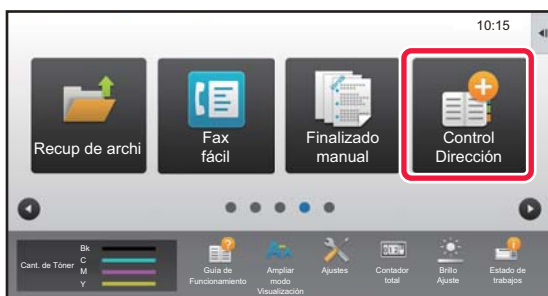 10:15
Recup de archi
Fax
fácil
Finalizado
manual
Control
Dirección
Cant. de Tóner
Bk
C
M
Y
Guía de
Funcionamiento
Ampliar
modo
Visualización
Ajustes
Contador
total
Brillo
Ajuste
Estado de
trabajos